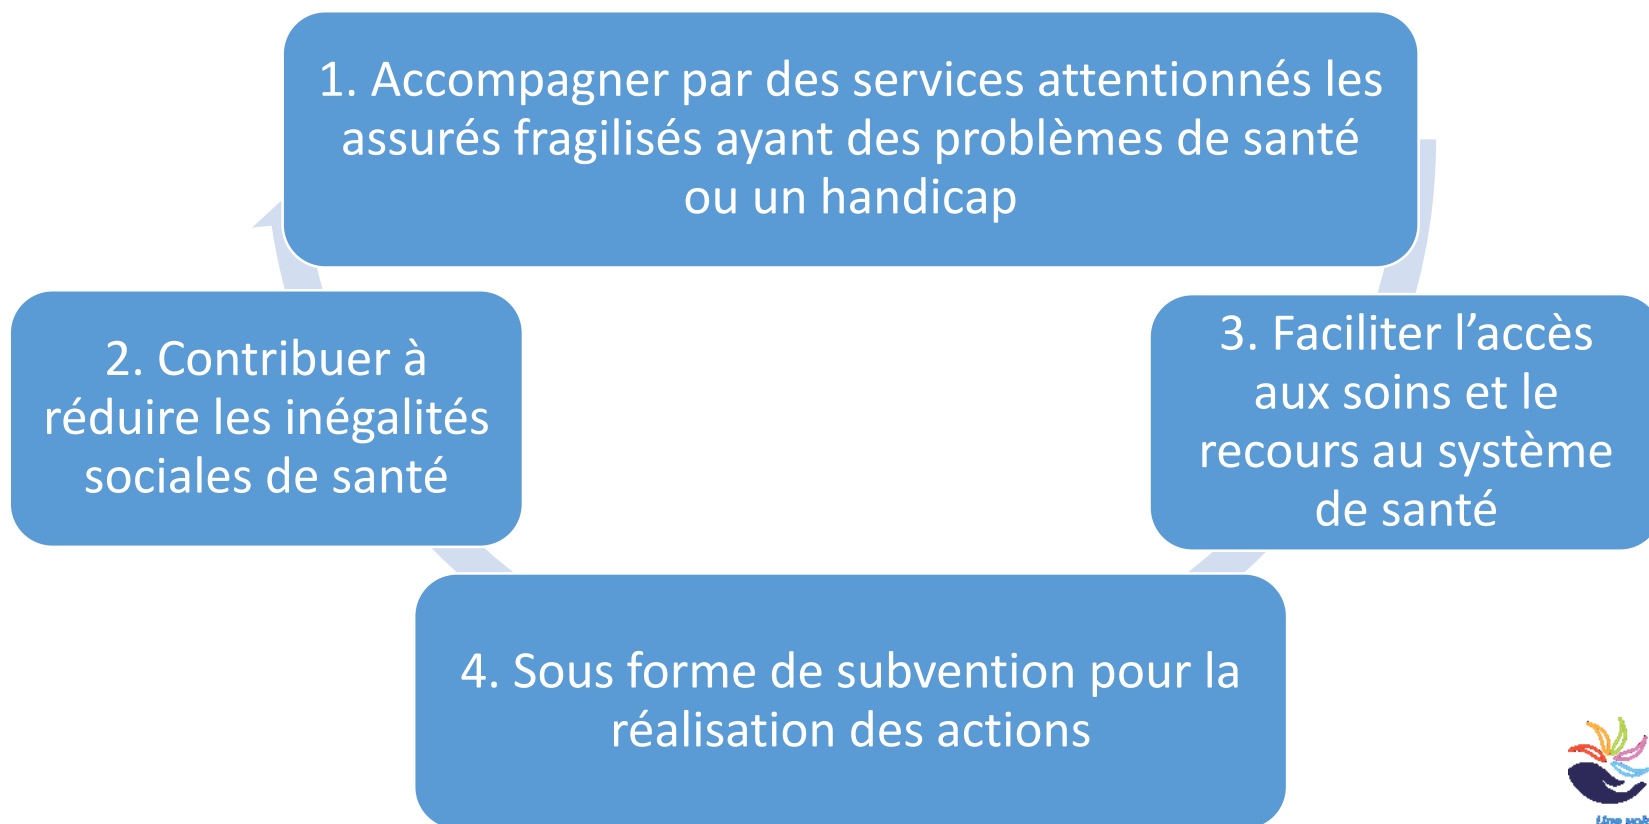 1. Accompagner par des services attentionnés les
assurés fragilisés ayant des problèmes de santé
ou un handicap
2. Contribuer à
réduire les inégalités
sociales de santé
3. Faciliter l’accès
aux soins et le
recours au système
de santé
4. Sous forme de subvention pour la
réalisation des actions
Une